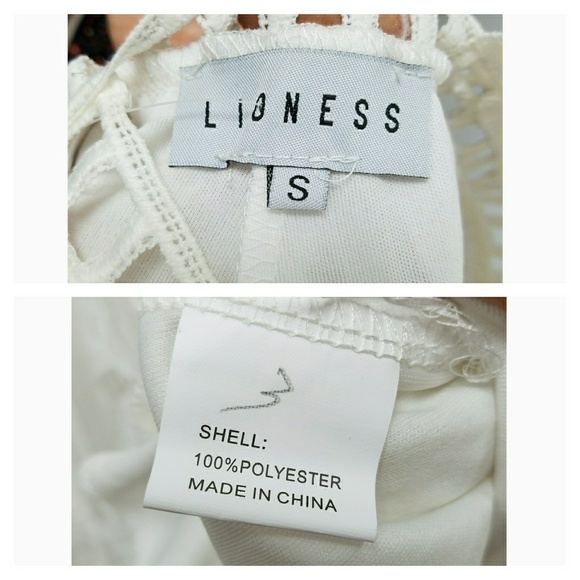 LIONESS
S
SHELL:
100%POLYESTER
MADE IN CHINA